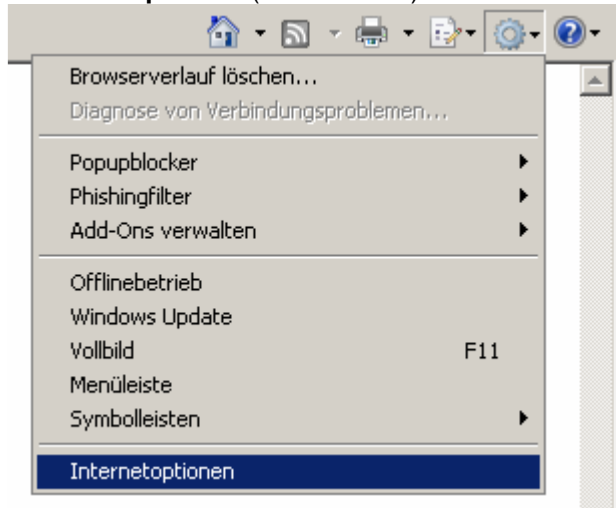 Browserverlauf löschen...
Diagnose von Verbindungsproblemen...
Popupblocker
Phishingfilter
Add-Ons verwalten
Offlinebetrieb
Windows Update
Vollbild F11
Menüleiste
Symbolleisten
Internetoptionen